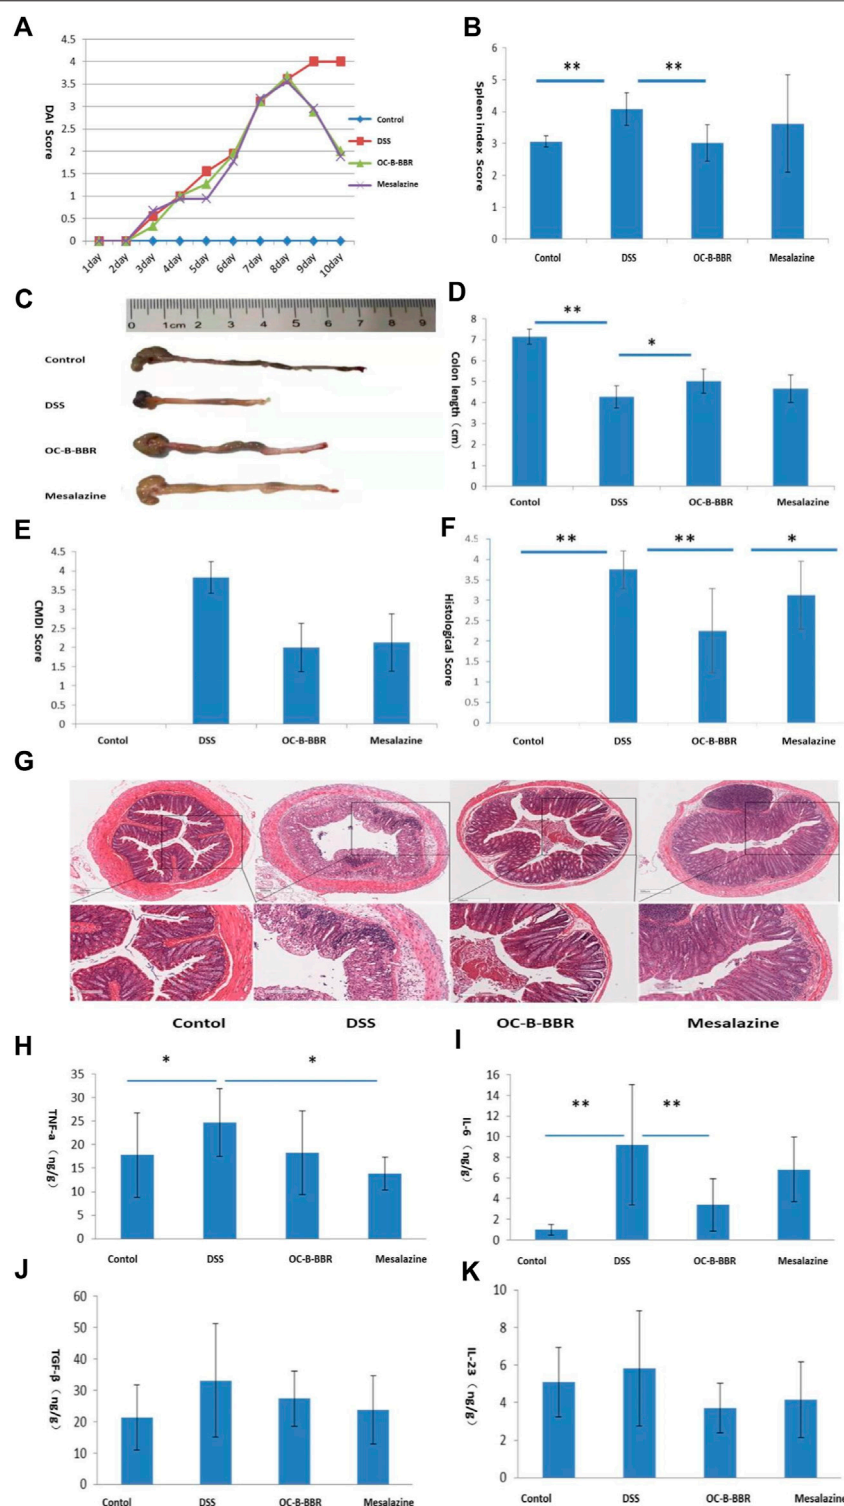 A
4.5
4
3.5
3
2.5
2
1.5
1
0.5
0
DAI Score
1day 2day 3day 4day 5day 6day 7day 8day 9day 10day
Control
DSS
OC-B-BBR
Mesalazine
B
6
5
4
3
2
1
0
Spleen index Score
** **
Contol DSS OC-B-BBR Mesalazine
C
0 1cm 2 3 4 5 6 7 8 9
Control
DSS
OC-B-BBR
Mesalazine
D
8
7
6
5
4
3
2
1
0
Colon length (cm)
**
*
Contol DSS OC-B-BBR Mesalazine
E
4.5
4
3.5
3
2.5
2
1.5
1
0.5
0
CMDI Score
Contol DSS OC-B-BBR Mesalazine
F
4.5
4
3.5
3
2.5
2
1.5
1
0.5
0
Histological Score
** ** *
Contol DSS OC-B-BBR Mesalazine
G
Contol DSS OC-B-BBR Mesalazine
H
35
30
25
20
15
10
5
0
TNF-a (ng/g)
* *
Contol DSS OC-B-BBR Mesalazine
I
16
14
12
10
8
6
4
2
0
IL-6 (ng/g)
** **
Contol DSS OC-B-BBR Mesalazine
J
60
50
40
30
20
10
0
TGF-β (ng/g)
Contol DSS OC-B-BBR Mesalazine
K
10
8
6
4
2
0
IL-23 (ng/g)
Contol DSS OC-B-BBR Mesalazine